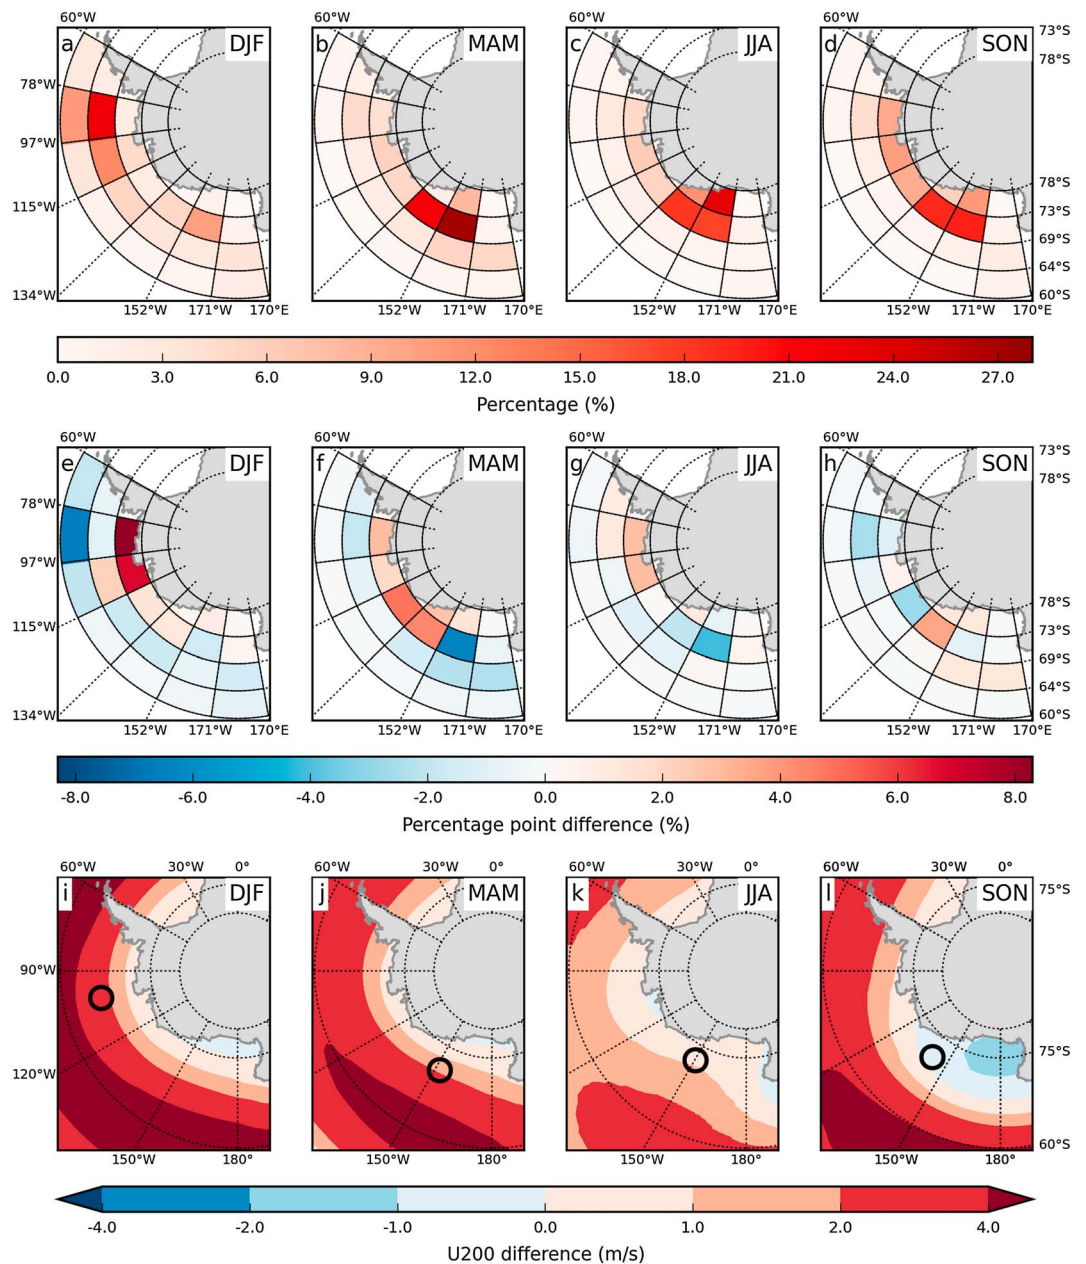 60°W
a DJF b MAM c JJA d SON
60°W 60°W 60°W
73°S
78°S
78°W
97°W
115°W
134°W
78°S
73°S
69°S
64°S
60°S
152°W 171°W 170°E 152°W 171°W 170°E 152°W 171°W 170°E 152°W 171°W 170°E
0.0 3.0 6.0 9.0 12.0 15.0 18.0 21.0 24.0 27.0
Percentage (%)
60°W 60°W 60°W 60°W
e DJF f MAM g JJA h SON
73°S
78°S
78°W
97°W
115°W
134°W
78°S
73°S
69°S
64°S
60°S
152°W 171°W 170°E 152°W 171°W 170°E 152°W 171°W 170°E 152°W 171°W 170°E
-8.0 -6.0 -4.0 -2.0 0.0 2.0 4.0 6.0 8.0
Percentage point difference (%)
60°W 30°W 0° 60°W 30°W 0° 60°W 30°W 0° 60°W 30°W 0°
i DJF j MAM k JJA l SON
75°S
90°W
120°W
75°S
60°S
150°W 180° 150°W 180° 150°W 180° 150°W 180°
-4.0 -2.0 -1.0 0.0 1.0 2.0 4.0
U200 difference (m/s)